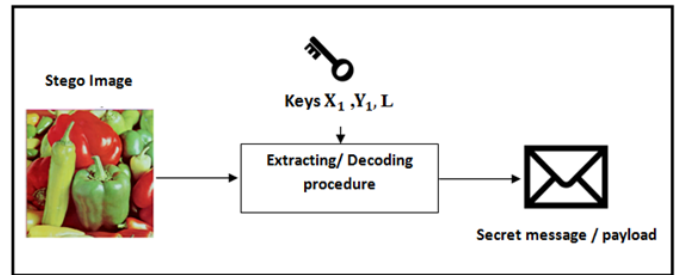 Stego Image
Keys X₁ ,Y₁, L
Extracting/ Decoding
procedure
Secret message / payload